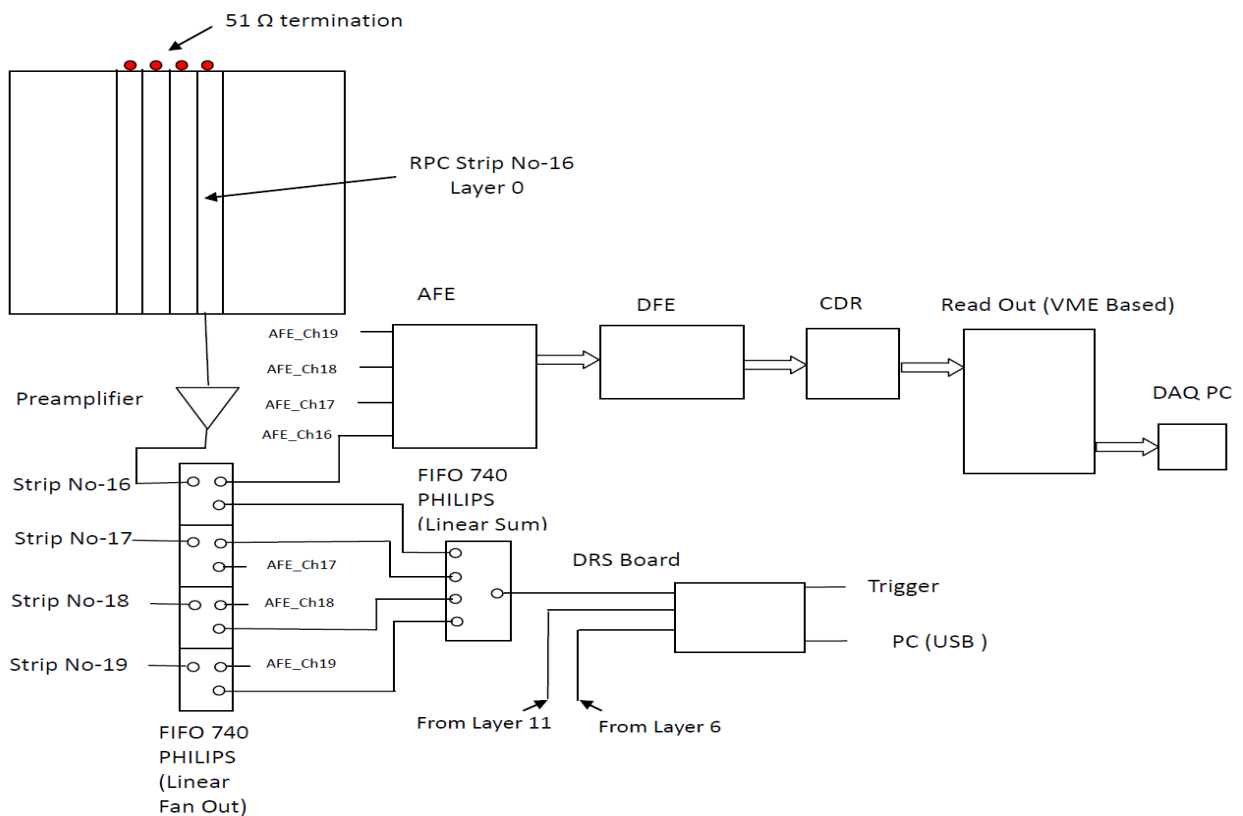 51 Ω termination
RPC Strip No-16
Layer 0
AFE
DFE
CDR
Read Out (VME Based)
DAQ PC
AFE_Ch19
AFE_Ch18
AFE_Ch17
AFE_Ch16
Preamplifier
Strip No-16
Strip No-17
Strip No-18
Strip No-19
AFE_Ch17
AFE_Ch18
AFE_Ch19
FIFO 740
PHILIPS
(Linear Sum)
DRS Board
Trigger
PC (USB )
From Layer 11
From Layer 6
FIFO 740
PHILIPS
(Linear
Fan Out)